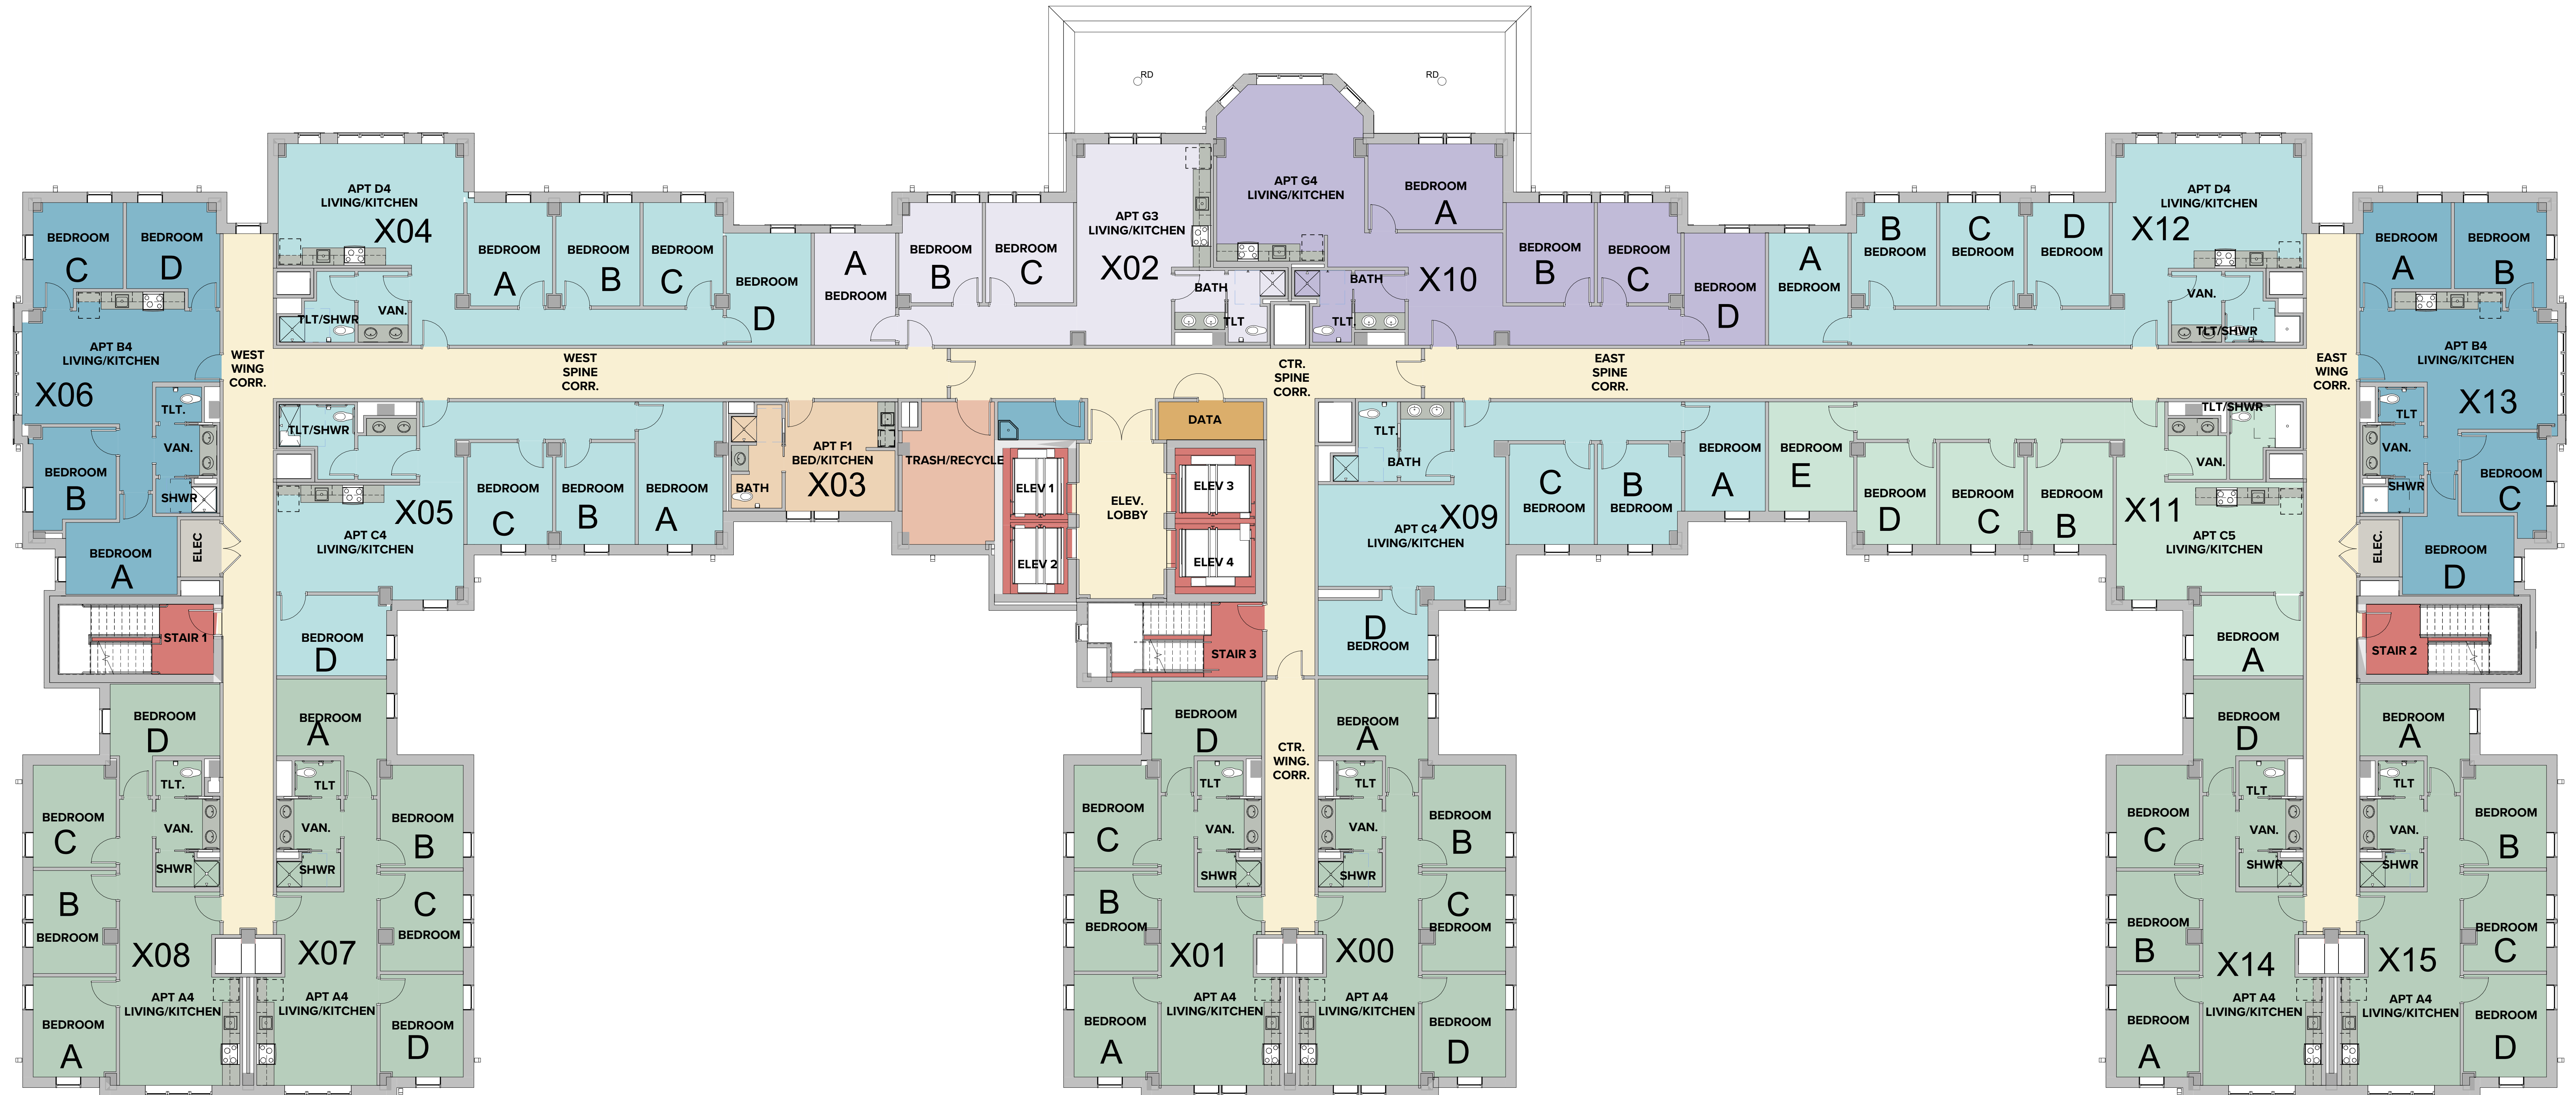 RD
RD
APT D4
LIVING/KITCHEN
X04
BEDROOM
A
BEDROOM
B
BEDROOM
C
BEDROOM
D
TLT/SHWR
VAN.
BEDROOM
C
BEDROOM
D
APT B4
LIVING/KITCHEN
X06
TLT.
VAN.
SHWR
BEDROOM
B
BEDROOM
A
ELEC
STAIR 1
WEST
WING
CORR.
WEST
SPINE
CORR.
A
BEDROOM
BEDROOM
B
BEDROOM
C
APT G3
LIVING/KITCHEN
X02
BATH
TLT
APT G4
LIVING/KITCHEN
BEDROOM
A
X10
BATH
TLT.
BEDROOM
B
BEDROOM
C
BEDROOM
D
A
BEDROOM
B
BEDROOM
C
BEDROOM
D
BEDROOM
APT D4
LIVING/KITCHEN
X12
VAN.
TLT/SHWR
BEDROOM
A
BEDROOM
B
APT B4
LIVING/KITCHEN
X13
TLT
VAN.
SHWR
BEDROOM
C
BEDROOM
D
ELEC.
STAIR 2
EAST
WING
CORR.
EAST
SPINE
CORR.
CTR.
SPINE
CORR.
TLT/SHWR
X05
APT C4
LIVING/KITCHEN
BEDROOM
C
BEDROOM
B
BEDROOM
A
BEDROOM
D
APT F1
BED/KITCHEN
X03
BATH
TRASH/RECYCLE
ELEV 1
ELEV 2
ELEV.
LOBBY
DATA
ELEV 3
ELEV 4
STAIR 3
TLT.
BATH
X09
APT C4
LIVING/KITCHEN
C
BEDROOM
B
BEDROOM
BEDROOM
A
D
BEDROOM
BEDROOM
E
BEDROOM
D
BEDROOM
C
BEDROOM
B
TLT/SHWR
VAN.
X11
APT C5
LIVING/KITCHEN
BEDROOM
A
BEDROOM
D
TLT.
VAN.
SHWR
BEDROOM
C
B
BEDROOM
BEDROOM
A
X08
APT A4
LIVING/KITCHEN
BEDROOM
A
TLT
VAN.
SHWR
BEDROOM
B
C
BEDROOM
BEDROOM
D
X07
APT A4
LIVING/KITCHEN
BEDROOM
D
TLT
VAN.
SHWR
BEDROOM
C
B
BEDROOM
BEDROOM
A
X01
APT A4
LIVING/KITCHEN
CTR.
WING.
CORR.
BEDROOM
A
TLT
VAN.
SHWR
BEDROOM
B
C
BEDROOM
BEDROOM
D
X00
APT A4
LIVING/KITCHEN
BEDROOM
D
TLT
VAN.
SHWR
BEDROOM
C
BEDROOM
B
BEDROOM
A
X14
APT A4
LIVING/KITCHEN
BEDROOM
A
TLT
VAN.
SHWR
BEDROOM
B
BEDROOM
C
BEDROOM
D
X15
APT A4
LIVING/KITCHEN